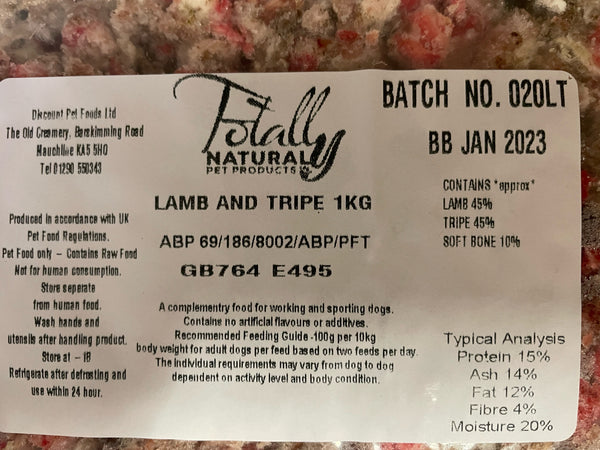 Discount Pet Foods Ltd
The Old Creamery, Barskimming Road
Mauchline KA5 5HQ
Tel 01290 550343
Totally
NATURAL
PET PRODUCTS
BATCH NO. 020LT
BB JAN 2023
LAMB AND TRIPE 1KG
ABP 69/186/8002/ABP/PFT
GB764 E495
CONTAINS *approx*
LAMB 45%
TRIPE 45%
SOFT BONE 10%
Produced in accordance with UK
Pet Food Regulations.
Pet Food only - Contains Raw Food
Not for human consumption.
Store seperate
from human food.
Wash hands and
utensils after handling product.
Store at - 18
Refrigerate after defrosting and
use within 24 hour.
A complementry food for working and sporting dogs.
Contains no artificial flavours or additives.
Recommended Feeding Guide -100g per 10kg
body weight for adult dogs per feed based on two feeds per day.
The individual requirements may vary from dog to dog
dependent on activity level and body condition.
Typical Analysis
Protein 15%
Ash 14%
Fat 12%
Fibre 4%
Moisture 20%